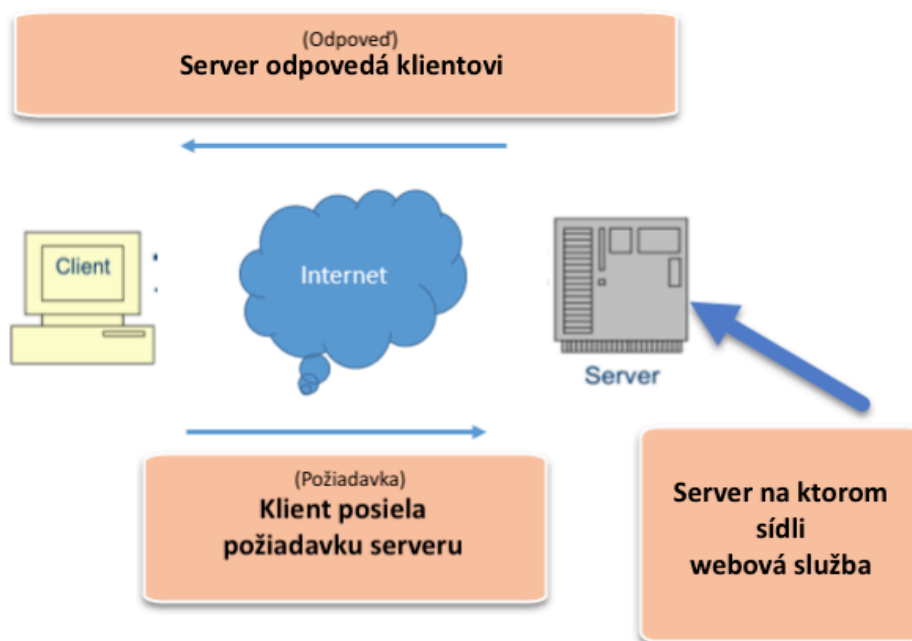 (Odpoveď)
Server odpovedá klientovi
Client
Internet
Server
(Požiadavka)
Klient posiela
požiadavku serveru
Server na ktorom
sídli
webová služba